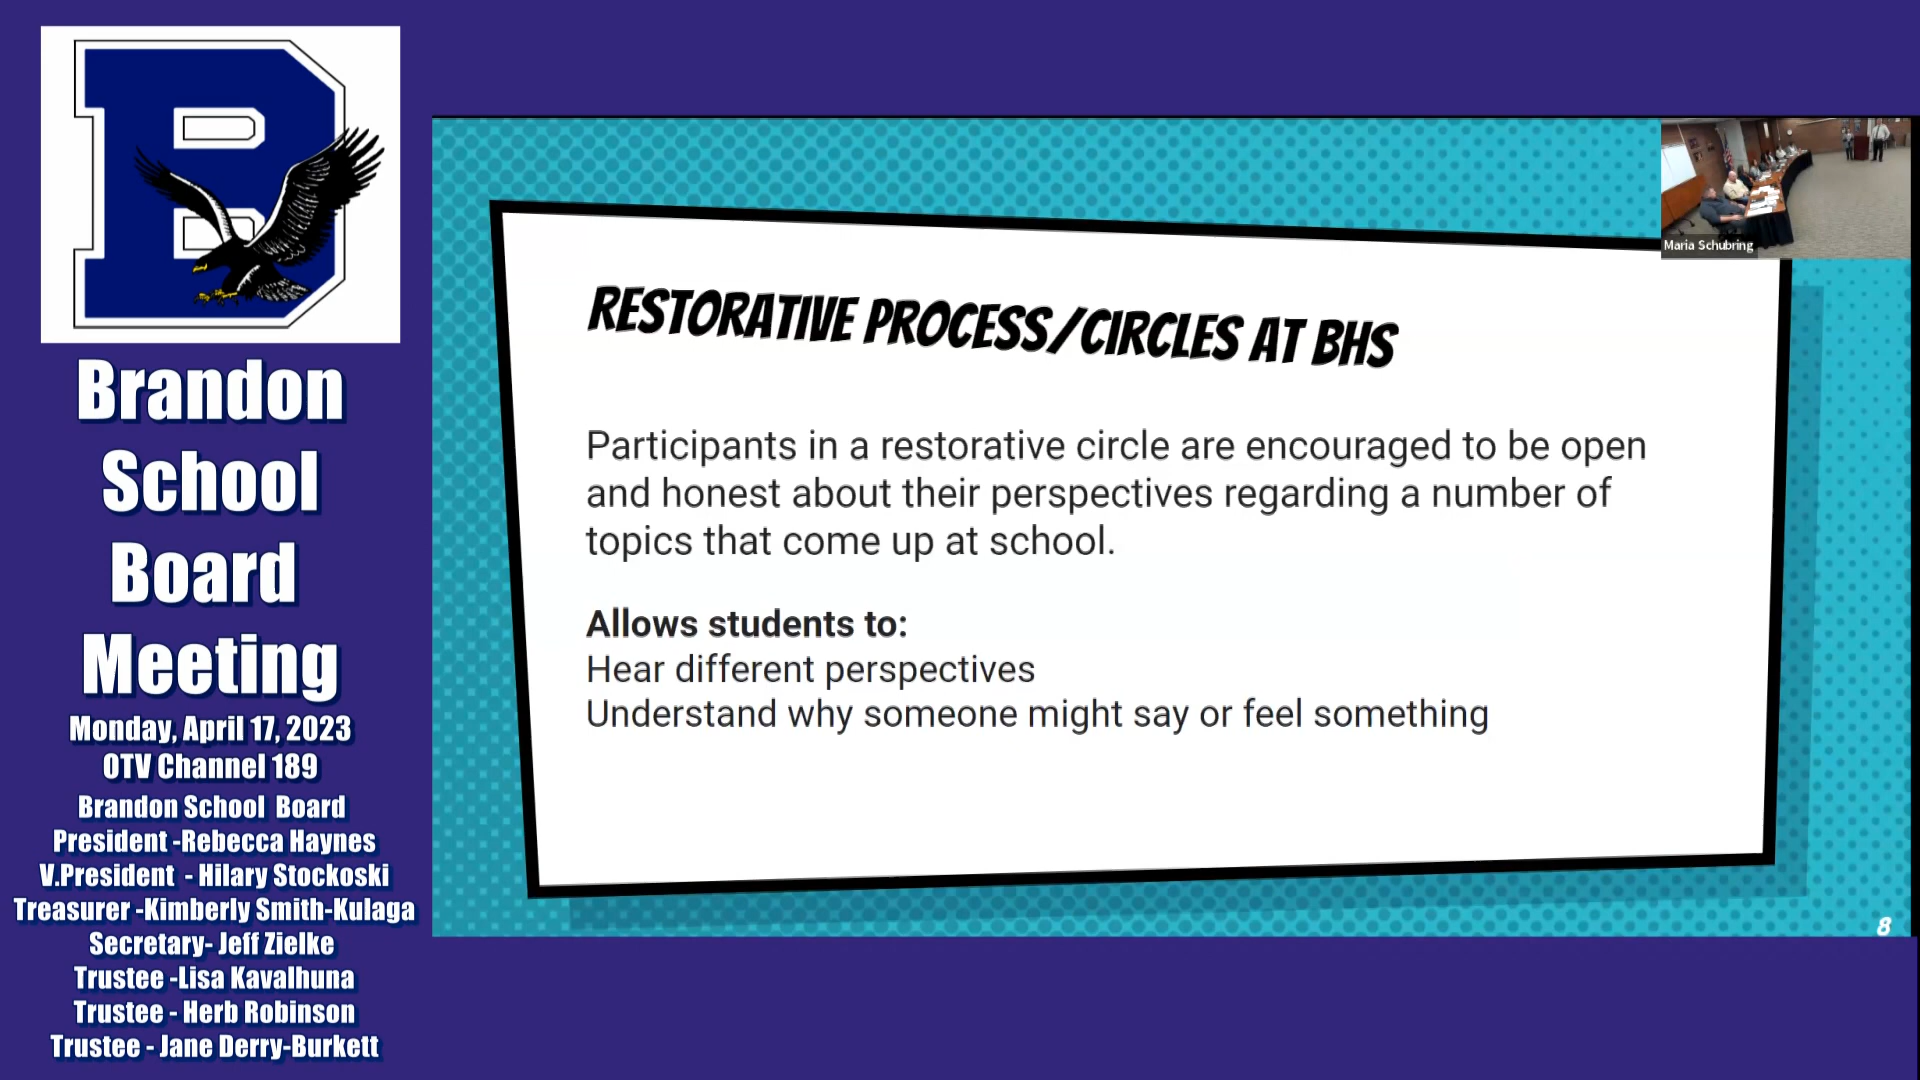 B
Brandon
School
Board
Meeting
Monday, April 17, 2023
OTV Channel 189
Brandon School Board
President -Rebecca Haynes
V.President - Hilary Stockoski
Treasurer -Kimberly Smith-Kulaga
Secretary- Jeff Zielke
Trustee -Lisa Kavalhuna
Trustee - Herb Robinson
Trustee - Jane Derry-Burkett
Maria Schubring
RESTORATIVE PROCESS/CIRCLES AT BHS
Participants in a restorative circle are encouraged to be open
and honest about their perspectives regarding a number of
topics that come up at school.
Allows students to:
Hear different perspectives
Understand why someone might say or feel something
8